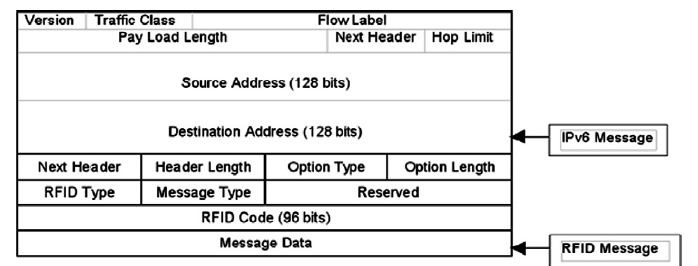 Version Traffic Class Flow Label
Pay Load Length Next Header Hop Limit
Source Address (128 bits)
Destination Address (128 bits)
IPv6 Message
Next Header Header Length Option Type Option Length
RFID Type Message Type Reserved
RFID Code (96 bits)
Message Data
RFID Message